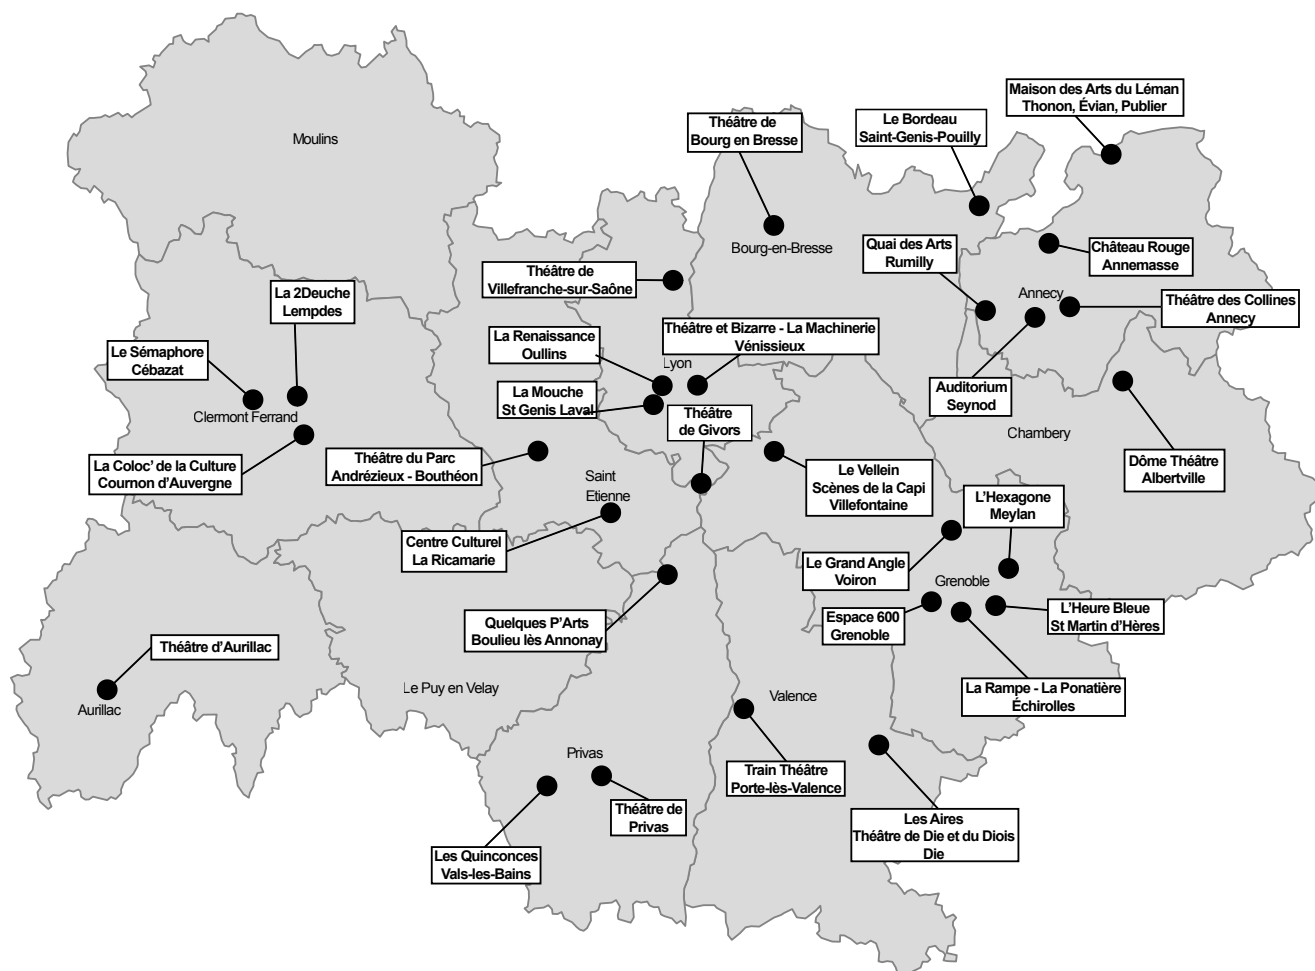 Maison des Arts du Léman
Thonon, Évian, Publier
Le Bordeau
Saint-Genis-Pouilly
Théâtre de
Bourg en Bresse
Moulins
Bourg-en-Bresse
Quai des Arts
Rumilly
Château Rouge
Annemasse
Théâtre de
Villefranche-sur-Saône
La 2Deuche
Lempdes
Annecy
Théâtre des Collines
Annecy
La Renaissance
Oullins
Théâtre et Bizarre - La Machinerie
Vénissieux
Le Sémaphore
Cébazat
Lyon
La Mouche
St Genis Laval
Auditorium
Seynod
Clermont Ferrand
Théâtre
de Givors
Chambery
La Coloc' de la Culture
Cournon d'Auvergne
Théâtre du Parc
Andrézieux - Bouthéon
Saint
Etienne
Le Vellein
Scènes de la Capi
Villefontaine
Dôme Théâtre
Albertville
L'Hexagone
Meylan
Centre Culturel
La Ricamarie
Le Grand Angle
Voiron
Grenoble
Quelques P'Arts
Boulieu lès Annonay
Espace 600
Grenoble
L'Heure Bleue
St Martin d'Hères
Théâtre d'Aurillac
Le Puy en Velay
Aurillac
Valence
La Rampe - La Ponatière
Échirolles
Privas
Train Théâtre
Porte-lès-Valence
Théâtre de
Privas
Les Aires
Théâtre de Die et du Diois
Die
Les Quinconces
Vals-les-Bains